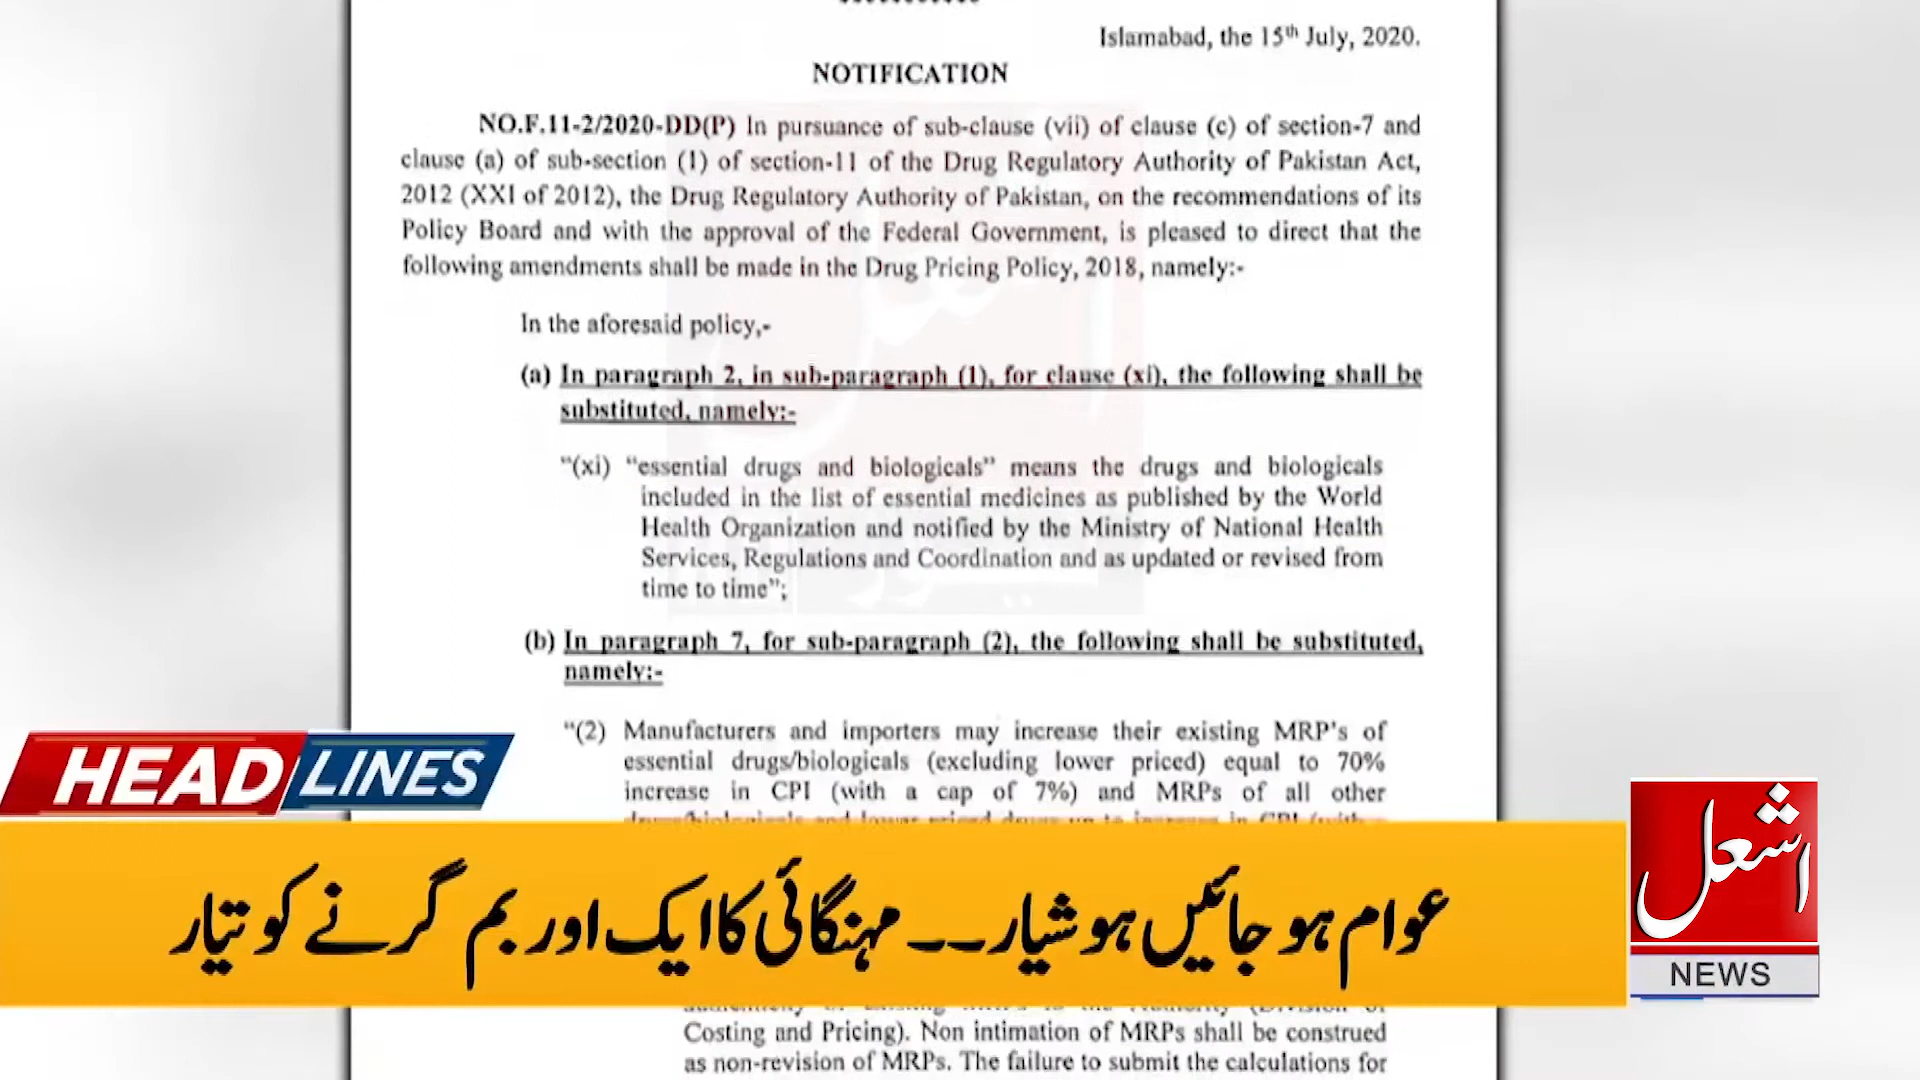 Islamabad, the 15th July, 2020.
NOTIFICATION
NO.F.11-2/2020-DD(P) In pursuance of sub-clause (vii) of clause (c) of section-7 and
clause (a) of sub-section (1) of section-11 of the Drug Regulatory Authority of Pakistan Act,
2012 (XXI of 2012), the Drug Regulatory Authority of Pakistan, on the recommendations of its
Policy Board and with the approval of the Federal Government, is pleased to direct that the
following amendments shall be made in the Drug Pricing Policy, 2018, namely:-
In the aforesaid policy,-
(a) In paragraph 2, in sub-paragraph (1), for clause (xi), the following shall be
substituted, namely:-
"(xi) "essential drugs and biologicals" means the drugs and biologicals
included in the list of essential medicines as published by the World
Health Organization and notified by the Ministry of National Health
Services, Regulations and Coordination and as updated or revised from
time to time";
(b) In paragraph 7, for sub-paragraph (2), the following shall be substituted,
namely:-
"(2) Manufacturers and importers may increase their existing MRP's of
essential drugs/biologicals (excluding lower priced) equal to 70%
increase in CPI (with a cap of 7%) and MRPs of all other
HEADLINES
عوام ہو جائیں ہوشیار۔۔۔ مہنگائی کا ایک اور بم گرنے کو تیار
اشعل
NEWS
Costing and Pricing). Non intimation of MRPs shall be construed
as non-revision of MRPs. The failure to submit the calculations for